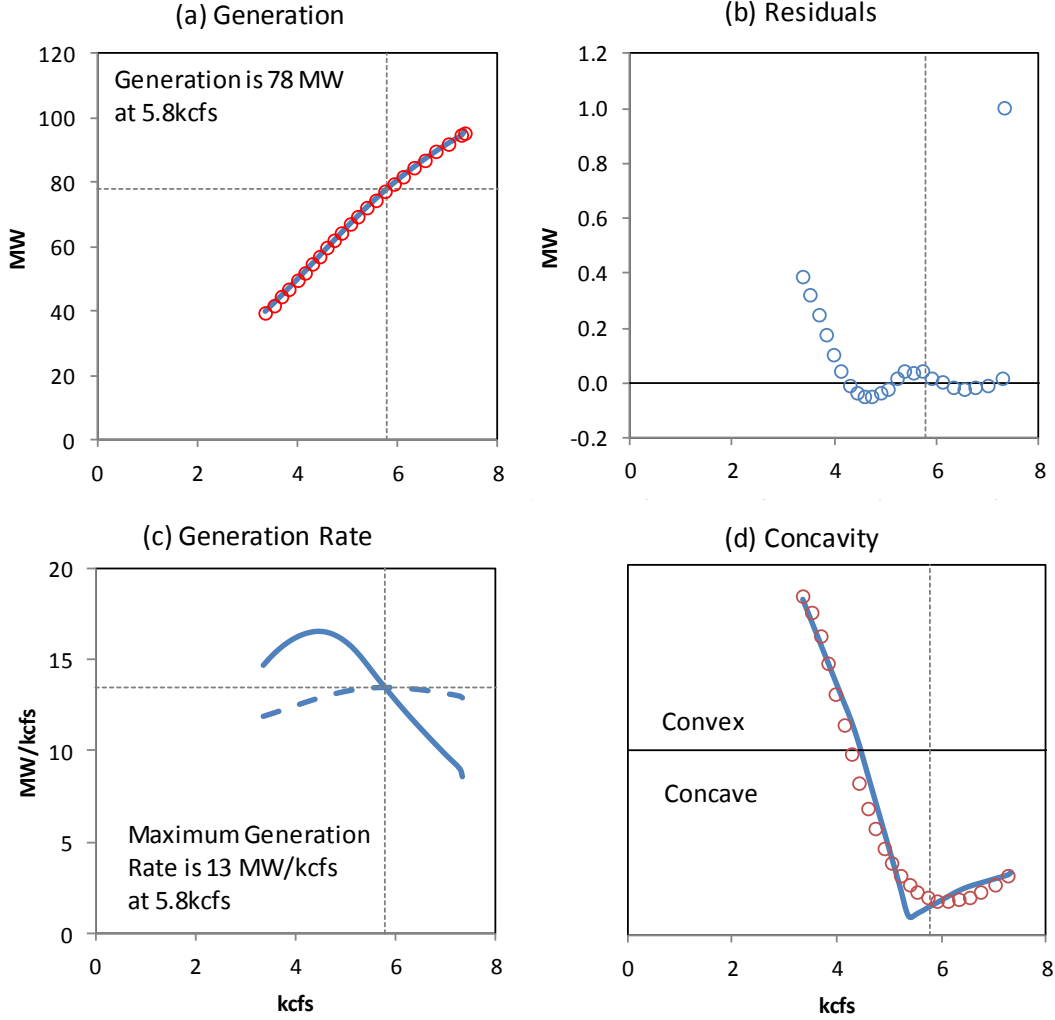 (a) Generation
120
100
80
60
40
20
0
MW
Generation is 78 MW
at 5.8kcfs
0 2 4 6 8
(b) Residuals
1.2
1.0
0.8
0.6
0.4
0.2
0.0
-0.2
MW
0 2 4 6 8
(c) Generation Rate
20
15
10
5
0
MW/kcfs
Maximum Generation
Rate is 13 MW/kcfs
at 5.8kcfs
0 2 4 6 8
kcfs
(d) Concavity
Convex
Concave
0 2 4 6 8
kcfs